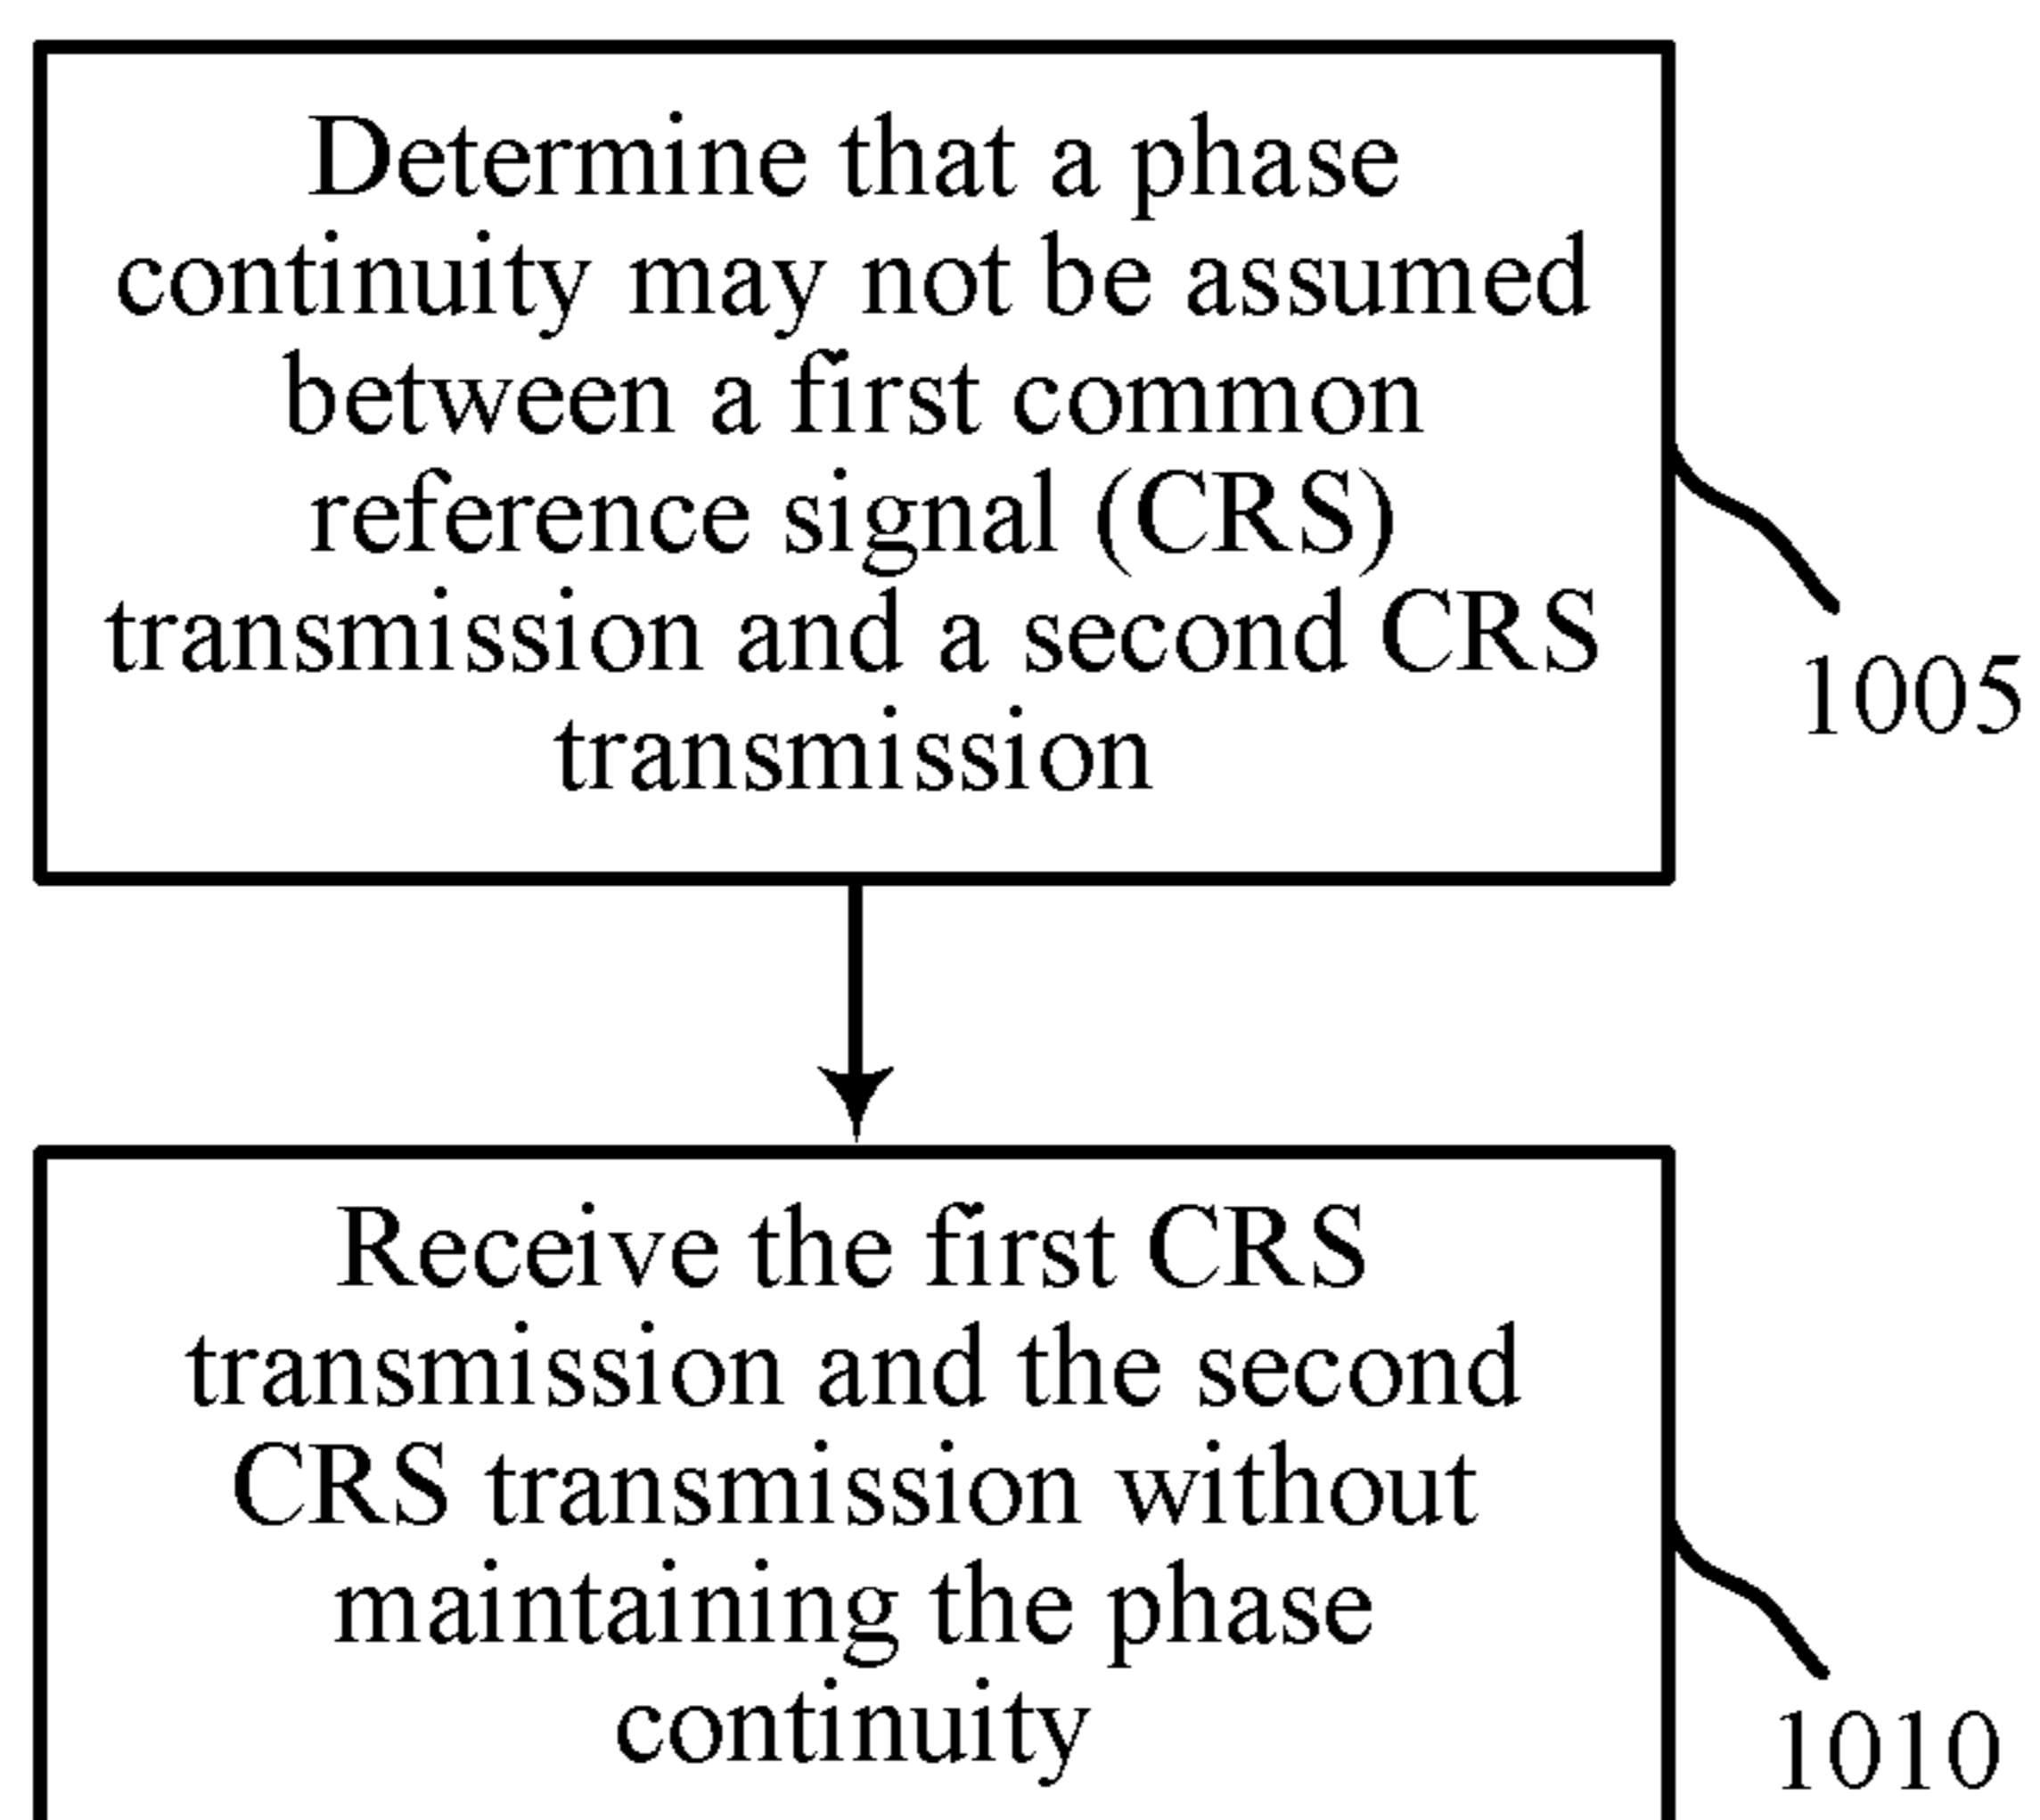 Determine that a phase
continuity may not be assumed
between a first common
reference signal (CRS)
transmission and a second CRS
transmission
1005
Receive the first CRS
transmission and the second
CRS transmission without
maintaining the phase
continuity
1010